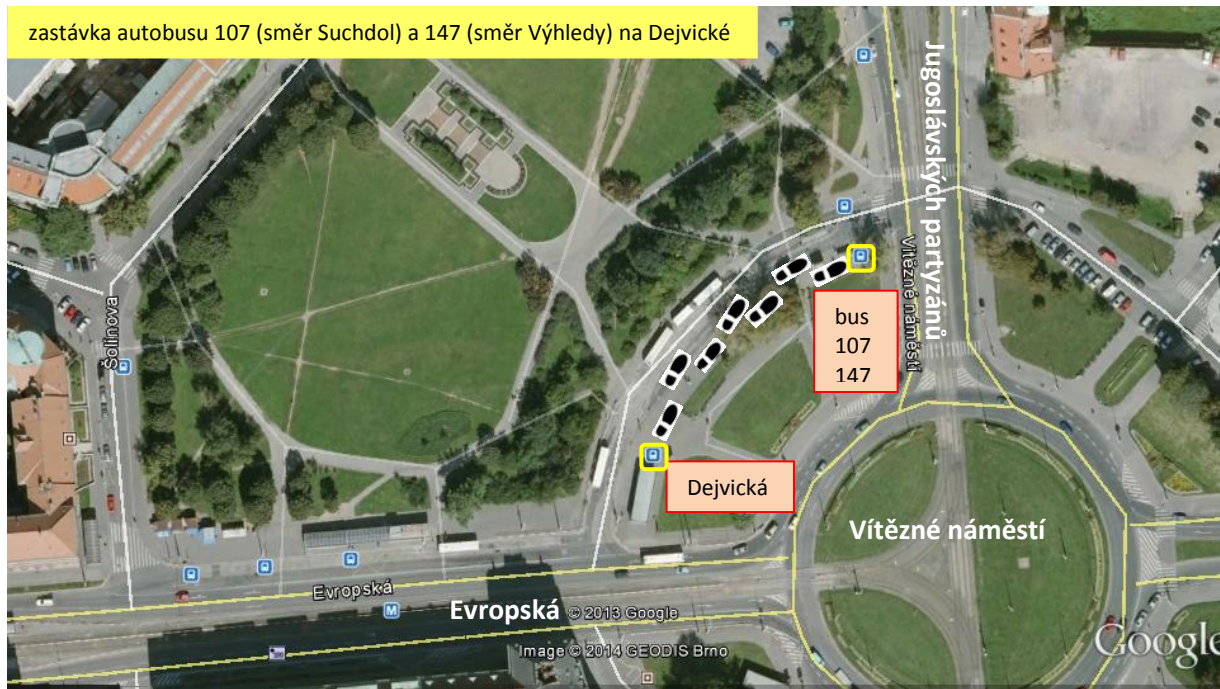 zastávka autobusu 107 (směr Suchdol) a 147 (směr Výhledy) na Dejvické
Jugoslávských partyzánů
Vítězné náměstí
Šolínova
bus
107
147
Dejvická
Vítězné náměstí
Evropská
M
Evropská © 2013 Google
Image © 2014 GEODIS Brno
Google